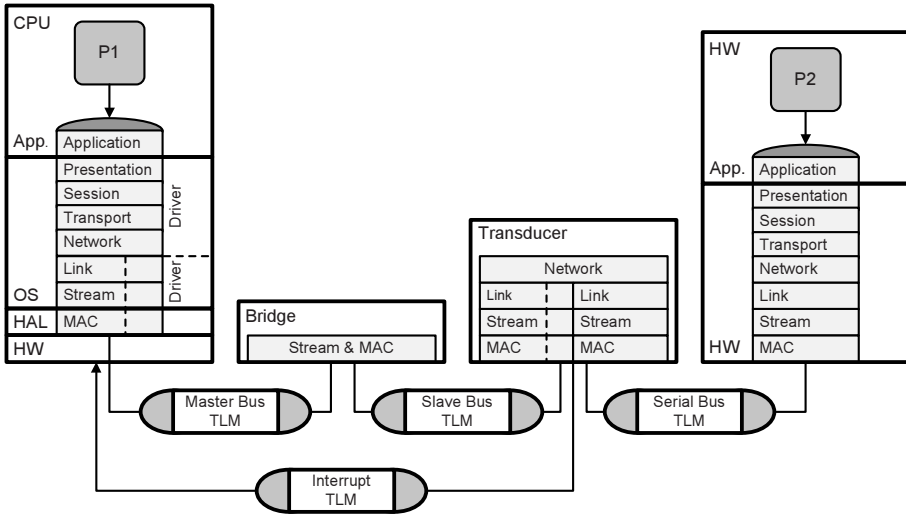 CPU
P1
App.
Application
Presentation
Session
Transport
Network
Driver
Link
Stream
Driver
OS
HAL
MAC
HW
Bridge
Stream & MAC
Transducer
Network
Link
Link
Stream
Stream
MAC
MAC
HW
P2
App.
Application
Presentation
Session
Transport
Network
Link
Stream
HW
MAC
Master Bus
TLM
Slave Bus
TLM
Serial Bus
TLM
Interrupt
TLM